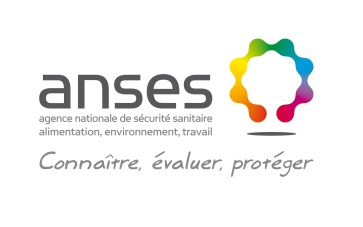 anses
agence nationale de sécurité sanitaire
alimentation, environnement, travail
Connaître, évaluer, protéger